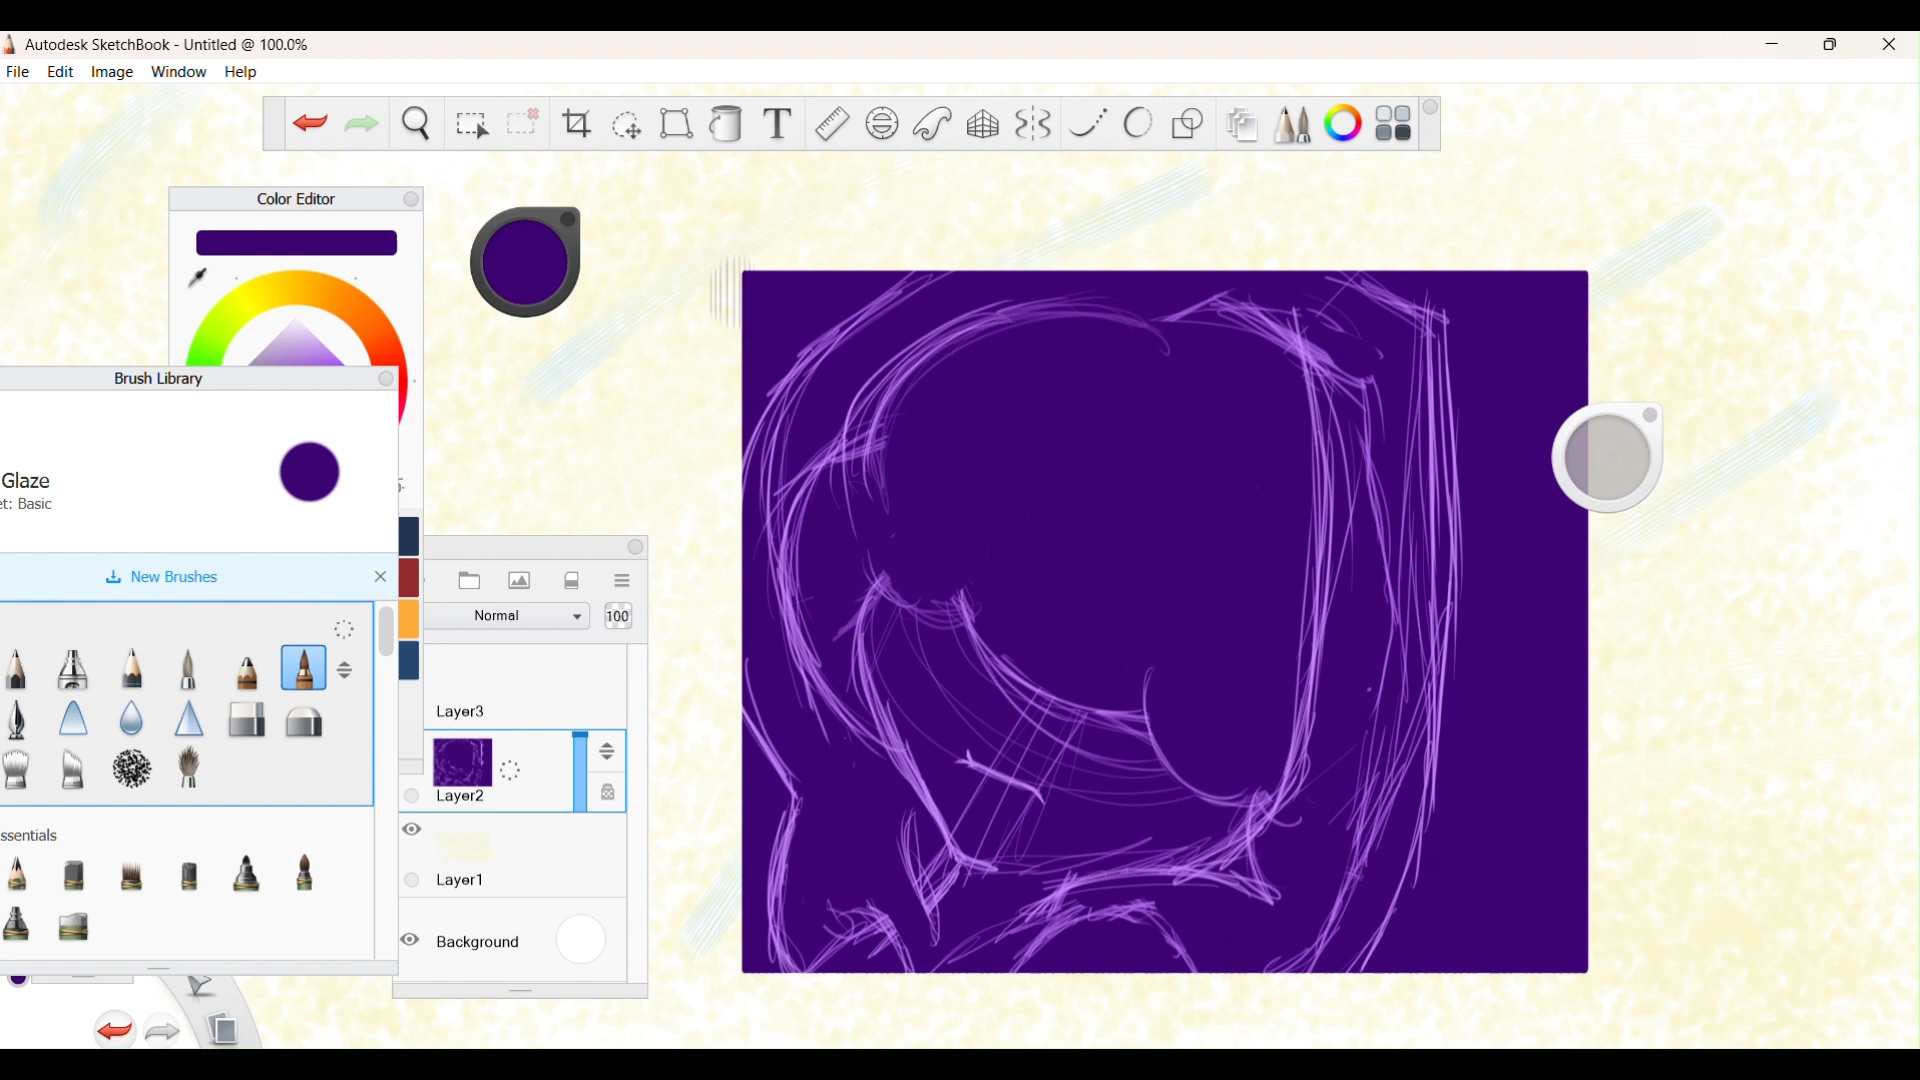 Autodesk SketchBook - Untitled @ 100.0%
File Edit Image Window Help
Color Editor
Brush Library
Glaze
et: Basic
New Brushes
Normal 100
Layer3
Layer2
ssentials
Layer1
Background